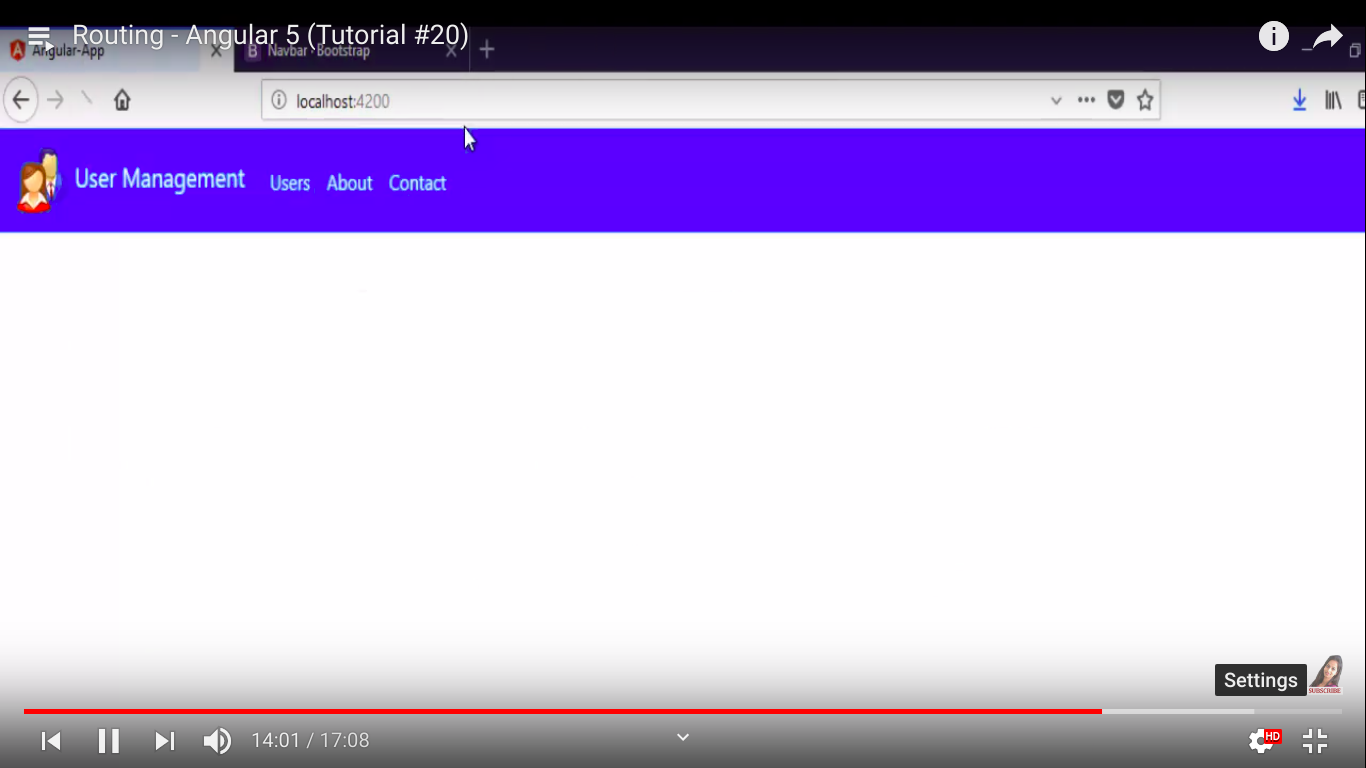 Routing - Angular 5 (Tutorial #20)
Angular-App
B Navbar · Bootstrap
localhost:4200
User Management Users About Contact
Settings
SUBSCRIBE
14:01 / 17:08
HD